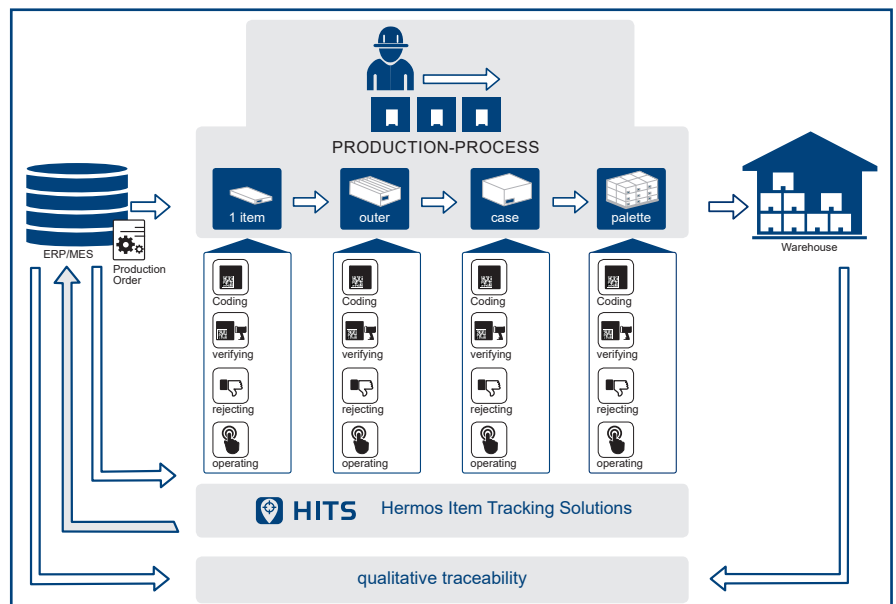 PRODUCTION-PROCESS
1 item
outer
case
palette
ERP/MES
Production
Order
Warehouse
Coding
verifying
rejecting
operating
Coding
verifying
rejecting
operating
Coding
verifying
rejecting
operating
Coding
verifying
rejecting
operating
HITS Hermos Item Tracking Solutions
qualitative traceability